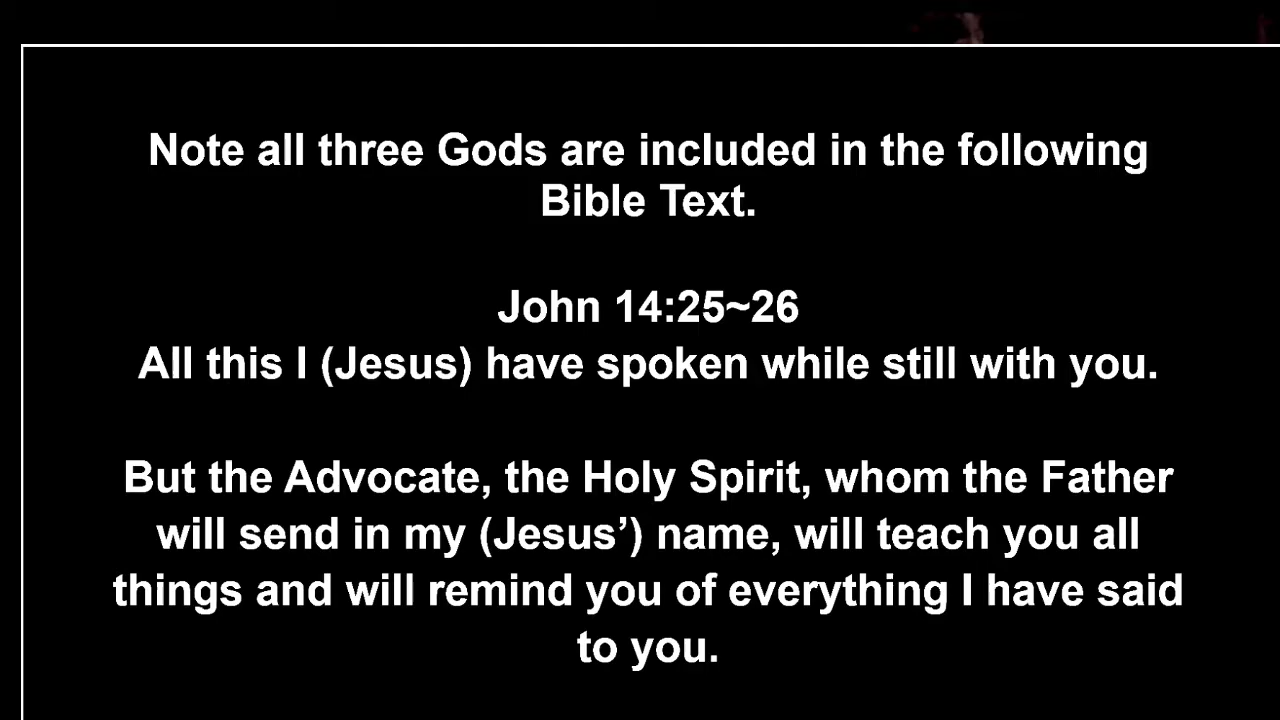 Note all three Gods are included in the following
Bible Text.
John 14:25~26
All this I (Jesus) have spoken while still with you.
But the Advocate, the Holy Spirit, whom the Father
will send in my (Jesus’) name, will teach you all
things and will remind you of everything I have said
to you.